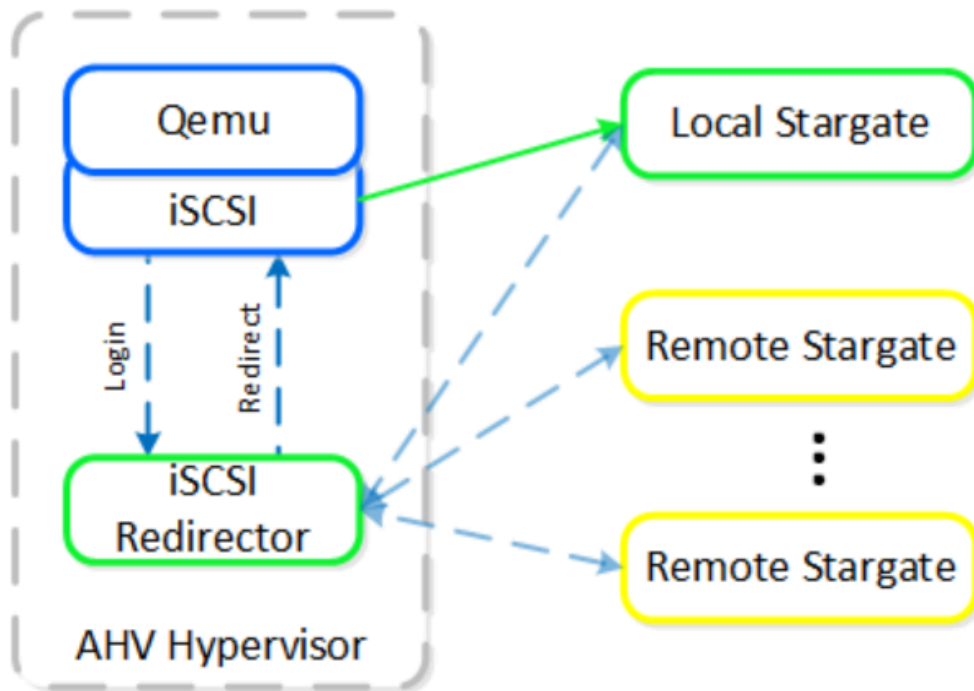 Qemu
iSCSI
Local Stargate
Login
Redirect
Remote Stargate
iSCSI
Redirector
Remote Stargate
AHV Hypervisor